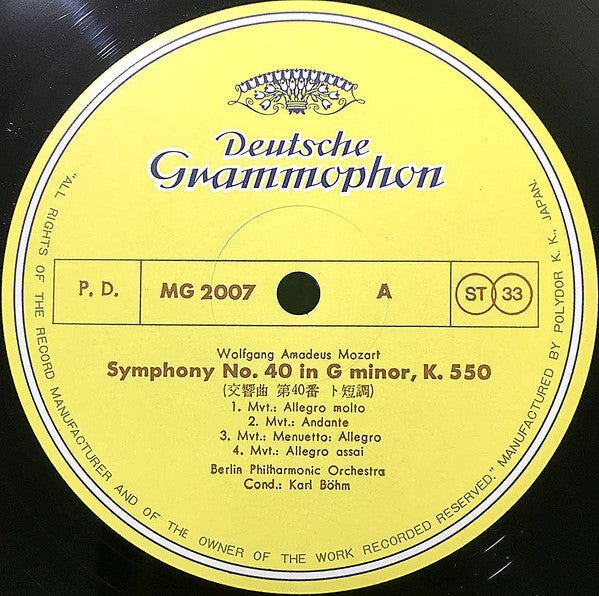 Deutsche
Grammophon
P. D.
MG 2007
A
ST 33
Wolfgang Amadeus Mozart
Symphony No. 40 in G minor, K. 550
(交響曲 第40番 ト短調)
1. Mvt.: Allegro molto
2. Mvt.: Andante
3. Mvt.: Menuetto: Allegro
4. Mvt.: Allegro assai
Berlin Philharmonic Orchestra
Cond.: Karl Böhm
"ALL RIGHTS OF THE RECORD MANUFACTURER AND OF THE OWNER OF THE WORK RECORDED RESERVED." MANUFACTURED BY POLYDOR K. K., JAPAN.